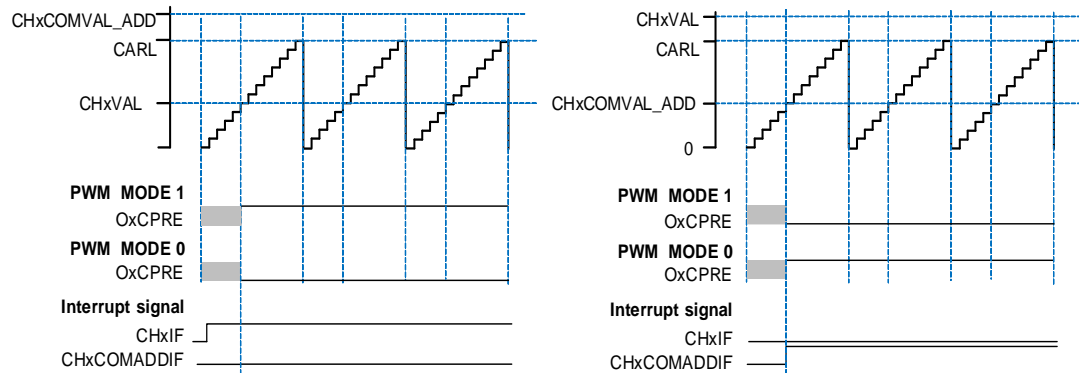 CHxCOMVAL_ADD
CARL
CHxVAL
PWM MODE 1
OxCPRE
PWM MODE 0
OxCPRE
Interrupt signal
CHxIF
CHxCOMADDIF
CHxVAL
CARL
CHxCOMVAL_ADD
0
PWM MODE 1
OxCPRE
PWM MODE 0
OxCPRE
Interrupt signal
CHxIF
CHxCOMADDIF